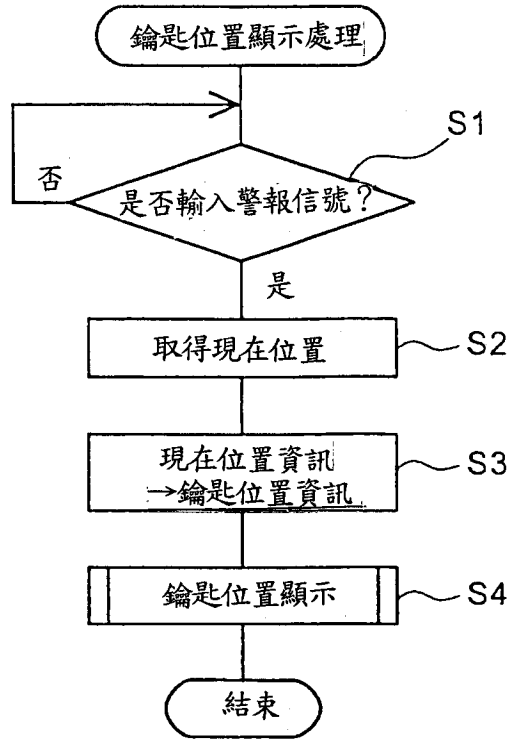 鑰匙位置顯示處理
S1
否
是否輸入警報信號？
是
取得現在位置
S2
現在位置資訊
→鑰匙位置資訊
S3
鑰匙位置顯示
S4
結束